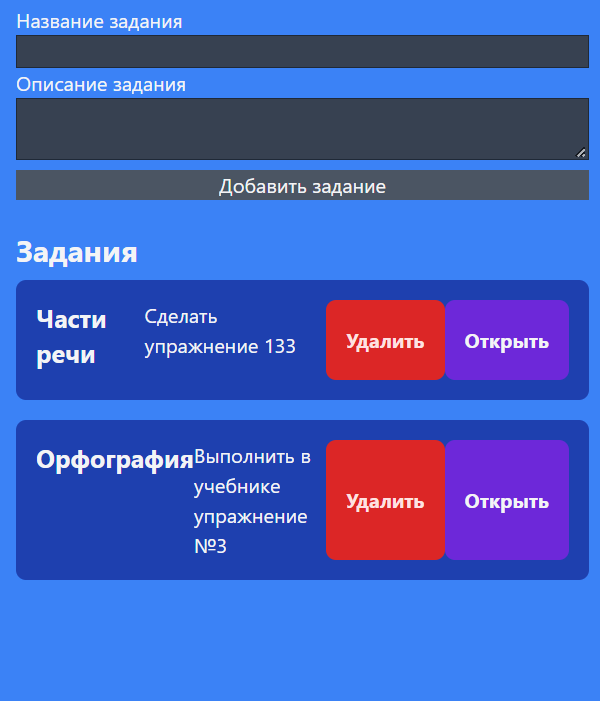 Название задания
Описание задания
Добавить задание
Задания
Части
речи
Сделать
упражнение 133
Удалить
Открыть
Орфография
Выполнить в
учебнике
упражнение
№3
Удалить
Открыть